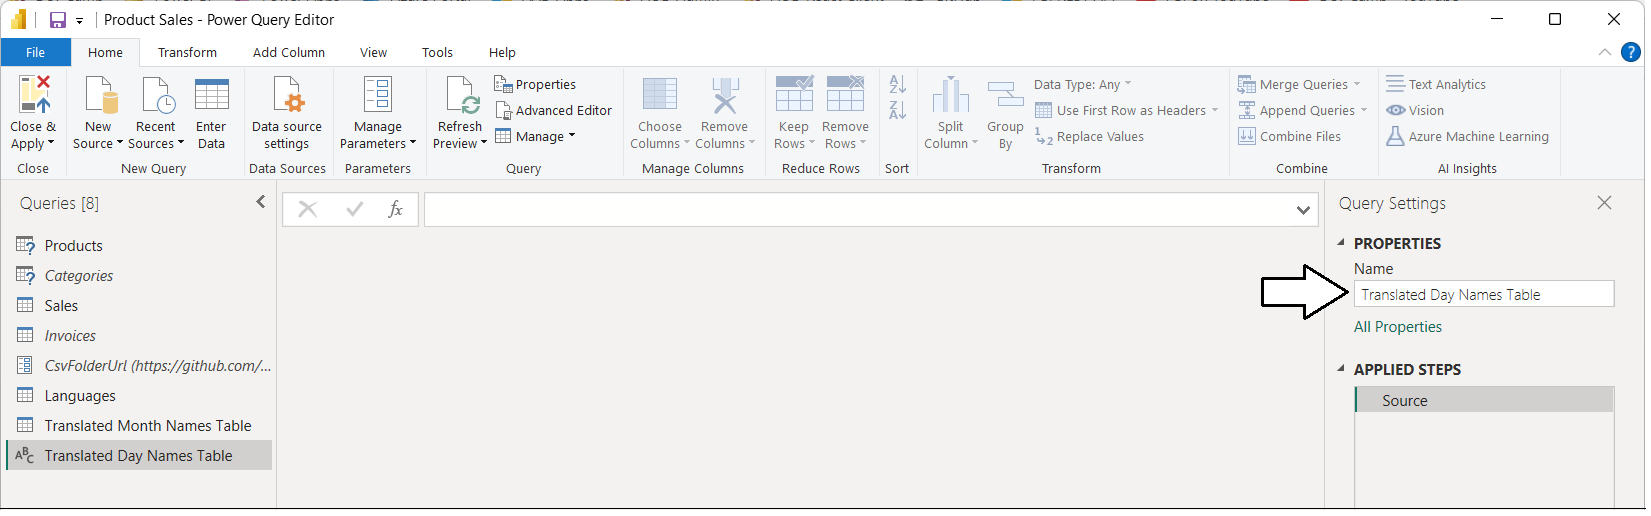 Product Sales - Power Query Editor
File Home Transform Add Column View Tools Help
Close & Apply
New Source
Recent Sources
Enter Data
Data source settings
Manage Parameters
Refresh Preview
Properties
Advanced Editor
Manage
Choose Columns
Remove Columns
Keep Rows
Remove Rows
Split Column
Group By
Data Type: Any
Use First Row as Headers
Replace Values
Merge Queries
Append Queries
Combine Files
Text Analytics
Vision
Azure Machine Learning
Close New Query Data Sources Parameters Query Manage Columns Reduce Rows Sort Transform Combine AI Insights
Queries [8]
Products
Categories
Sales
Invoices
CsvFolderUrl (https://github.com/...
Languages
Translated Month Names Table
Translated Day Names Table
fx
Query Settings
PROPERTIES
Name
Translated Day Names Table
All Properties
APPLIED STEPS
Source